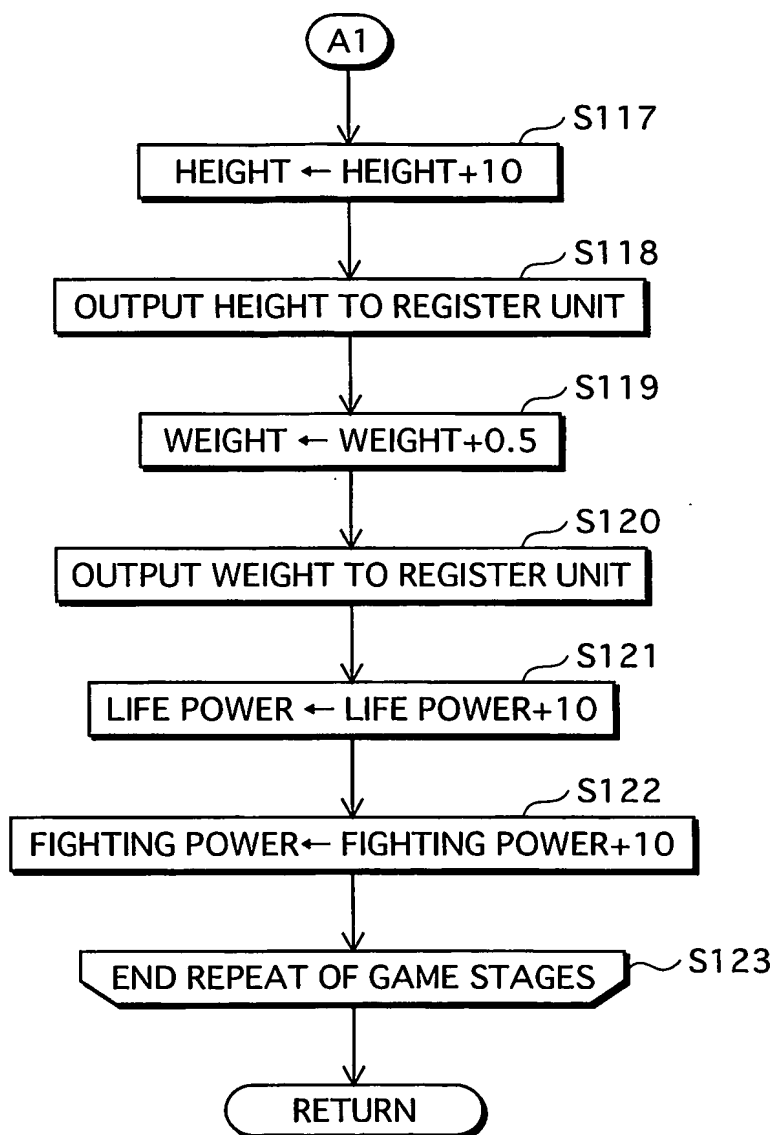 A1
S117
HEIGHT ← HEIGHT+10
S118
OUTPUT HEIGHT TO REGISTER UNIT
S119
WEIGHT ← WEIGHT+0.5
S120
OUTPUT WEIGHT TO REGISTER UNIT
S121
LIFE POWER ← LIFE POWER+10
S122
FIGHTING POWER← FIGHTING POWER+10
END REPEAT OF GAME STAGES
S123
RETURN